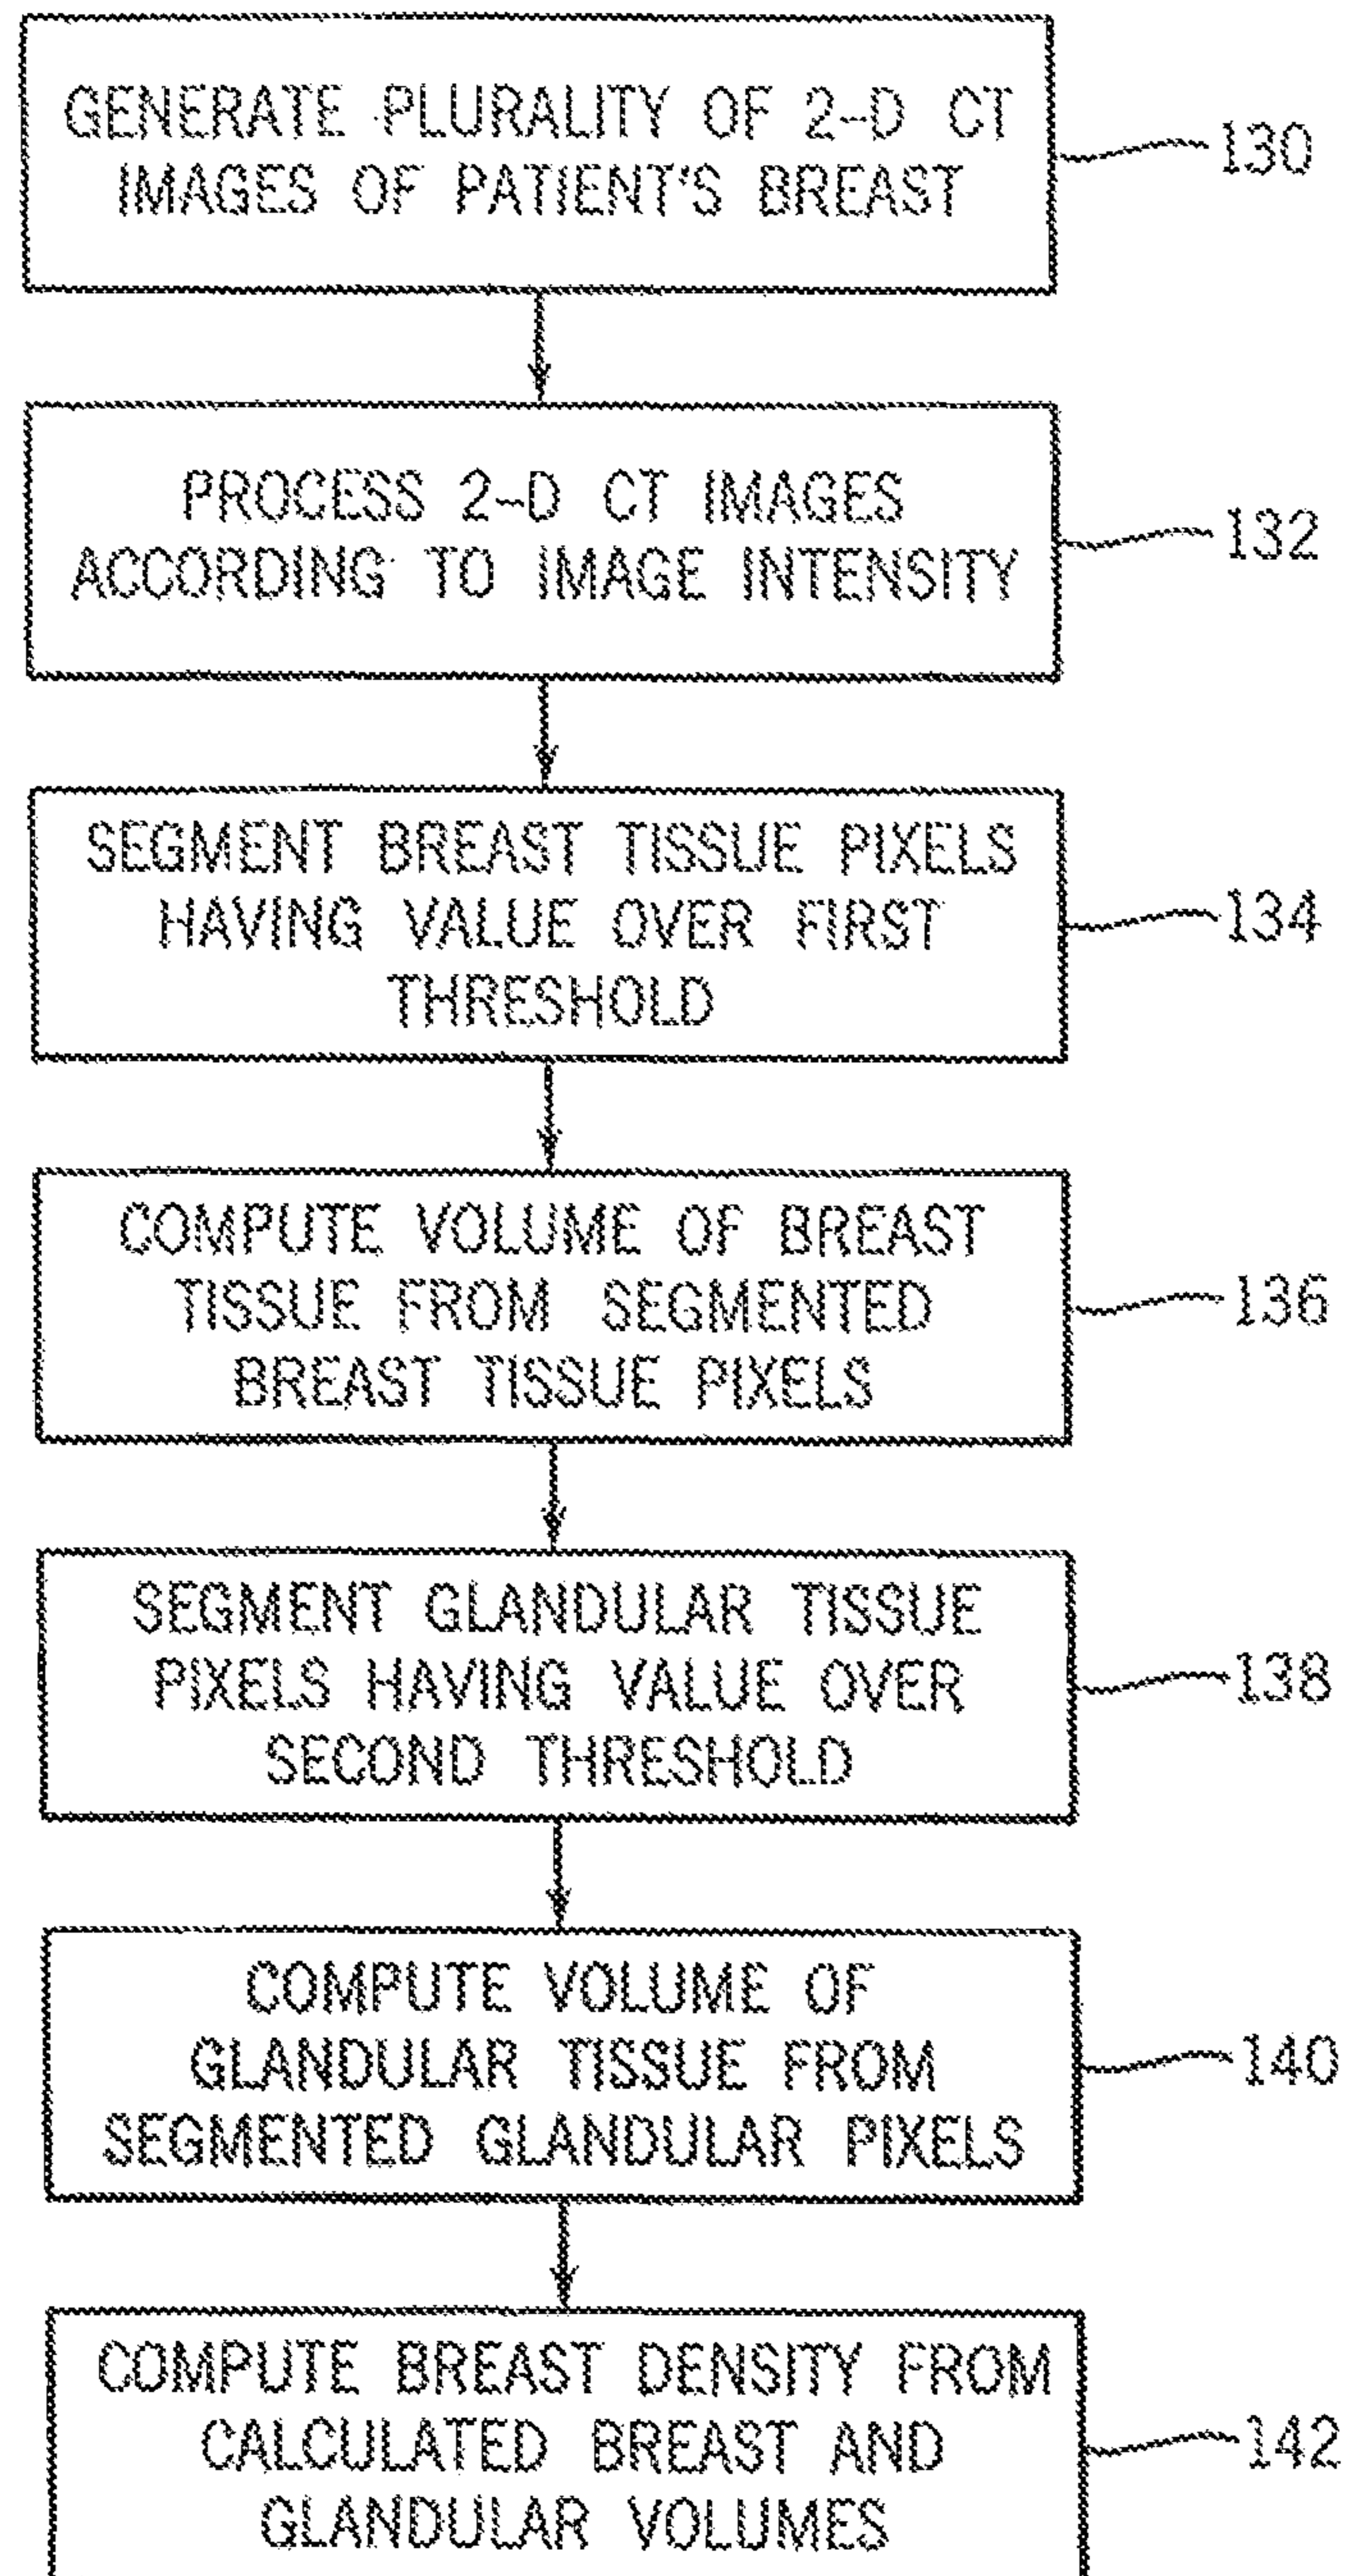 GENERATE PLURALITY OF 2-D CT
IMAGES OF PATIENT'S BREAST
130
PROCESS 2-D CT IMAGES
ACCORDING TO IMAGE INTENSITY
132
SEGMENT BREAST TISSUE PIXELS
HAVING VALUE OVER FIRST
THRESHOLD
134
COMPUTE VOLUME OF BREAST
TISSUE FROM SEGMENTED
BREAST TISSUE PIXELS
136
SEGMENT GLANDULAR TISSUE
PIXELS HAVING VALUE OVER
SECOND THRESHOLD
138
COMPUTE VOLUME OF
GLANDULAR TISSUE FROM
SEGMENTED GLANDULAR PIXELS
140
COMPUTE BREAST DENSITY FROM
CALCULATED BREAST AND
GLANDULAR VOLUMES
142